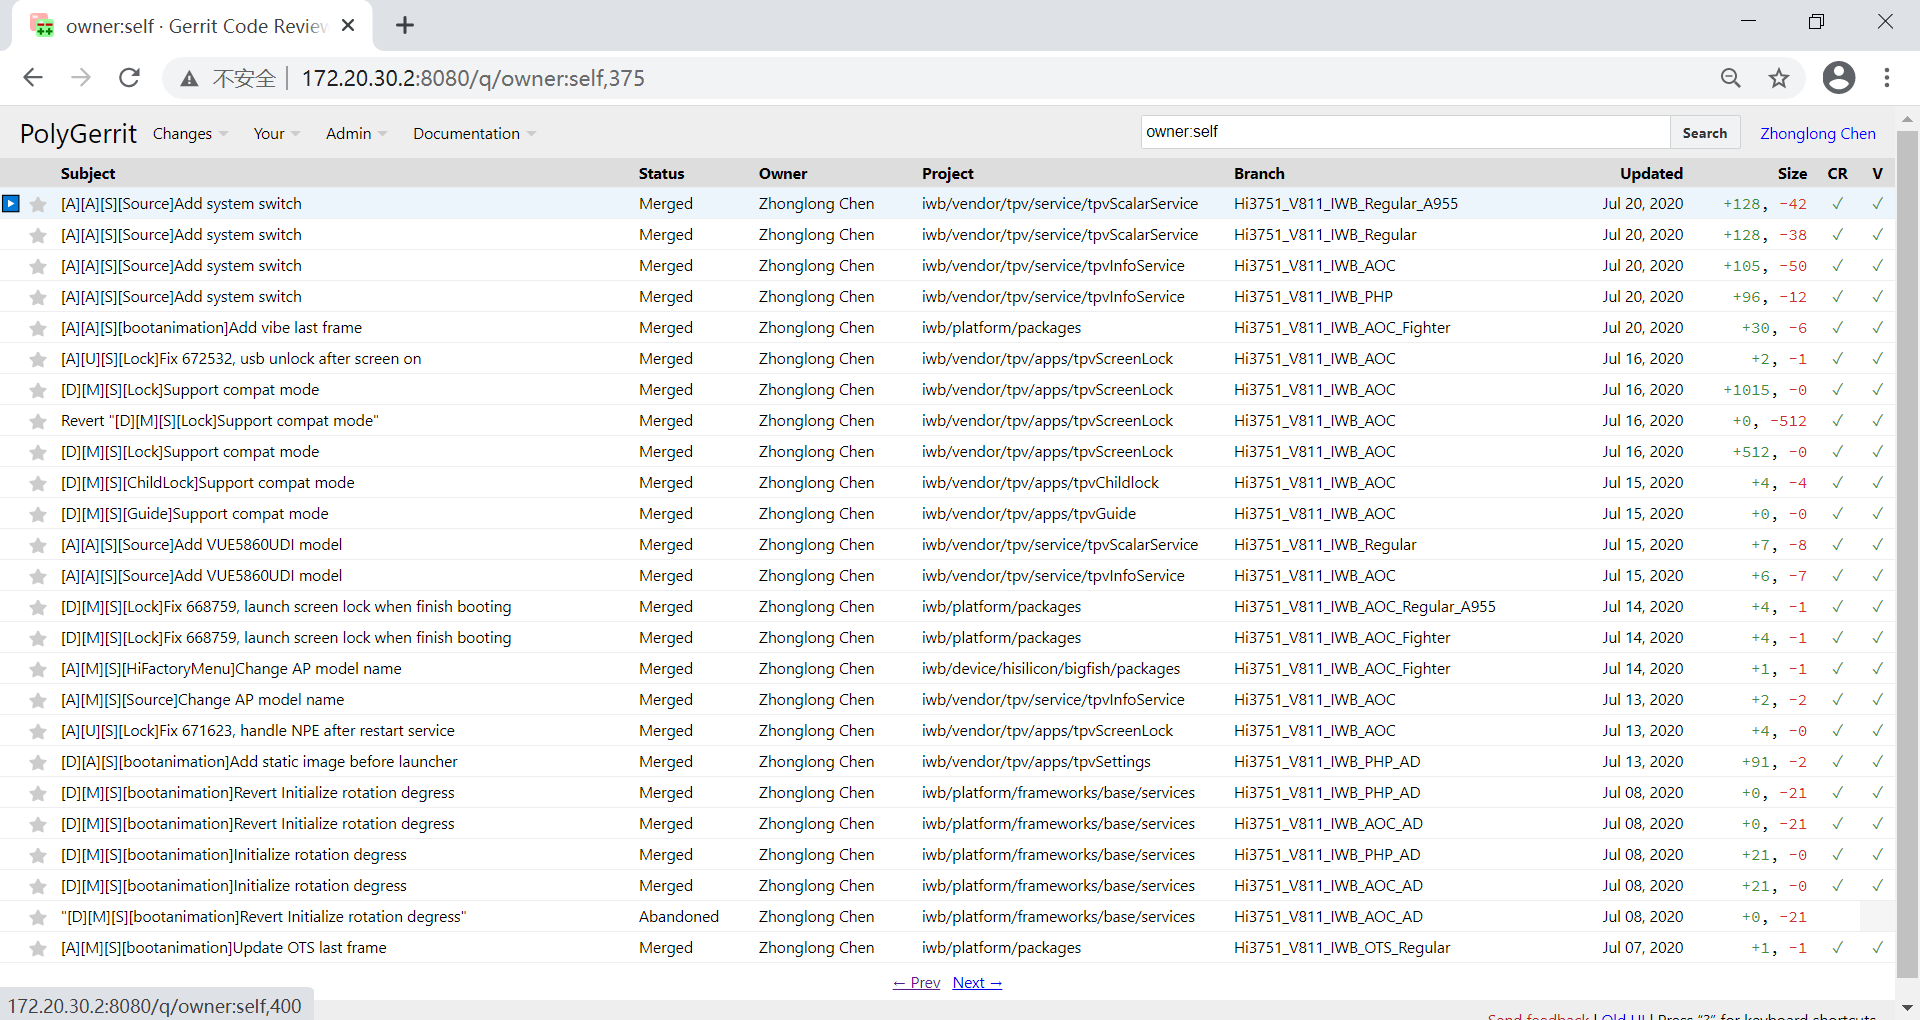 owner:self · Gerrit Code Review
不安全 172.20.30.2:8080/q/owner:self,375
PolyGerrit Changes Your Admin Documentation owner:self Search Zhonglong Chen
Subject Status Owner Project Branch Updated Size CR V
[A][A][S][Source]Add system switch Merged Zhonglong Chen iwb/vendor/tpv/service/tpvScalarService Hi3751_V811_IWB_Regular_A955 Jul 20, 2020 +128, -42 ✓ ✓
[A][A][S][Source]Add system switch Merged Zhonglong Chen iwb/vendor/tpv/service/tpvScalarService Hi3751_V811_IWB_Regular Jul 20, 2020 +128, -38 ✓ ✓
[A][A][S][Source]Add system switch Merged Zhonglong Chen iwb/vendor/tpv/service/tpvInfoService Hi3751_V811_IWB_AOC Jul 20, 2020 +105, -50 ✓ ✓
[A][A][S][Source]Add system switch Merged Zhonglong Chen iwb/vendor/tpv/service/tpvInfoService Hi3751_V811_IWB_PHP Jul 20, 2020 +96, -12 ✓ ✓
[A][A][S][bootanimation]Add vibe last frame Merged Zhonglong Chen iwb/platform/packages Hi3751_V811_IWB_AOC_Fighter Jul 20, 2020 +30, -6 ✓ ✓
[A][U][S][Lock]Fix 672532, usb unlock after screen on Merged Zhonglong Chen iwb/vendor/tpv/apps/tpvScreenLock Hi3751_V811_IWB_AOC Jul 16, 2020 +2, -1 ✓ ✓
[D][M][S][Lock]Support compat mode Merged Zhonglong Chen iwb/vendor/tpv/apps/tpvScreenLock Hi3751_V811_IWB_AOC Jul 16, 2020 +1015, -0 ✓ ✓
Revert "[D][M][S][Lock]Support compat mode" Merged Zhonglong Chen iwb/vendor/tpv/apps/tpvScreenLock Hi3751_V811_IWB_AOC Jul 16, 2020 +0, -512 ✓ ✓
[D][M][S][Lock]Support compat mode Merged Zhonglong Chen iwb/vendor/tpv/apps/tpvScreenLock Hi3751_V811_IWB_AOC Jul 16, 2020 +512, -0 ✓ ✓
[D][M][S][ChildLock]Support compat mode Merged Zhonglong Chen iwb/vendor/tpv/apps/tpvChildlock Hi3751_V811_IWB_AOC Jul 15, 2020 +4, -4 ✓ ✓
[D][M][S][Guide]Support compat mode Merged Zhonglong Chen iwb/vendor/tpv/apps/tpvGuide Hi3751_V811_IWB_AOC Jul 15, 2020 +0, -0 ✓ ✓
[A][A][S][Source]Add VUE5860UDI model Merged Zhonglong Chen iwb/vendor/tpv/service/tpvScalarService Hi3751_V811_IWB_Regular Jul 15, 2020 +7, -8 ✓ ✓
[A][A][S][Source]Add VUE5860UDI model Merged Zhonglong Chen iwb/vendor/tpv/service/tpvInfoService Hi3751_V811_IWB_AOC Jul 15, 2020 +6, -7 ✓ ✓
[D][M][S][Lock]Fix 668759, launch screen lock when finish booting Merged Zhonglong Chen iwb/platform/packages Hi3751_V811_IWB_AOC_Regular_A955 Jul 14, 2020 +4, -1 ✓ ✓
[D][M][S][Lock]Fix 668759, launch screen lock when finish booting Merged Zhonglong Chen iwb/platform/packages Hi3751_V811_IWB_AOC_Fighter Jul 14, 2020 +4, -1 ✓ ✓
[A][M][S][HiFactoryMenu]Change AP model name Merged Zhonglong Chen iwb/device/hisilicon/bigfish/packages Hi3751_V811_IWB_AOC_Fighter Jul 14, 2020 +1, -1 ✓ ✓
[A][M][S][Source]Change AP model name Merged Zhonglong Chen iwb/vendor/tpv/service/tpvInfoService Hi3751_V811_IWB_AOC Jul 13, 2020 +2, -2 ✓ ✓
[A][U][S][Lock]Fix 671623, handle NPE after restart service Merged Zhonglong Chen iwb/vendor/tpv/apps/tpvScreenLock Hi3751_V811_IWB_AOC Jul 13, 2020 +4, -0 ✓ ✓
[D][A][S][bootanimation]Add static image before launcher Merged Zhonglong Chen iwb/vendor/tpv/apps/tpvSettings Hi3751_V811_IWB_PHP_AD Jul 13, 2020 +91, -2 ✓ ✓
[D][M][S][bootanimation]Revert Initialize rotation degress Merged Zhonglong Chen iwb/platform/frameworks/base/services Hi3751_V811_IWB_PHP_AD Jul 08, 2020 +0, -21 ✓ ✓
[D][M][S][bootanimation]Revert Initialize rotation degress Merged Zhonglong Chen iwb/platform/frameworks/base/services Hi3751_V811_IWB_AOC_AD Jul 08, 2020 +0, -21 ✓ ✓
[D][M][S][bootanimation]Initialize rotation degress Merged Zhonglong Chen iwb/platform/frameworks/base/services Hi3751_V811_IWB_PHP_AD Jul 08, 2020 +21, -0 ✓ ✓
[D][M][S][bootanimation]Initialize rotation degress Merged Zhonglong Chen iwb/platform/frameworks/base/services Hi3751_V811_IWB_AOC_AD Jul 08, 2020 +21, -0 ✓ ✓
"[D][M][S][bootanimation]Revert Initialize rotation degress" Abandoned Zhonglong Chen iwb/platform/frameworks/base/services Hi3751_V811_IWB_AOC_AD Jul 08, 2020 +0, -21
[A][M][S][bootanimation]Update OTS last frame Merged Zhonglong Chen iwb/platform/packages Hi3751_V811_IWB_OTS_Regular Jul 07, 2020 +1, -1 ✓ ✓
← Prev Next →
172.20.30.2:8080/q/owner:self,400
Send feedback | Old UI | Press “?” for keyboard shortcuts